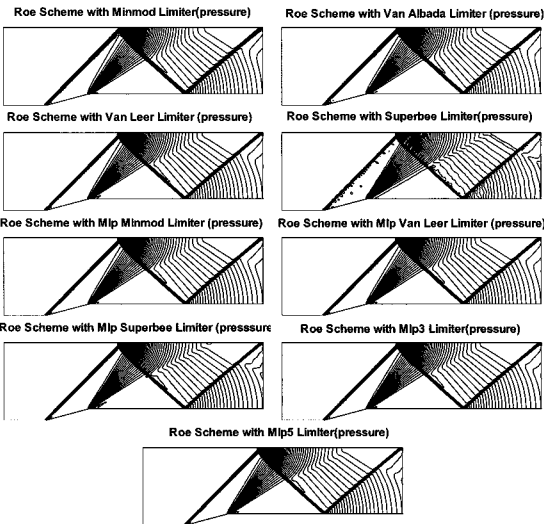 Roe Scheme with Minmod Limiter(pressure)
Roe Scheme with Van Albada Limiter (pressure)
Roe Scheme with Van Leer Limiter (pressure)
Roe Scheme with Superbee Limiter(pressure)
Roe Scheme with Mlp Minmod Limiter (pressure)
Roe Scheme with Mlp Van Leer Limiter (pressure)
Roe Scheme with Mlp Superbee Limiter (presssure
Roe Scheme with Mlp3 Limiter(pressure)
Roe Scheme with Mlp5 Limiter(pressure)